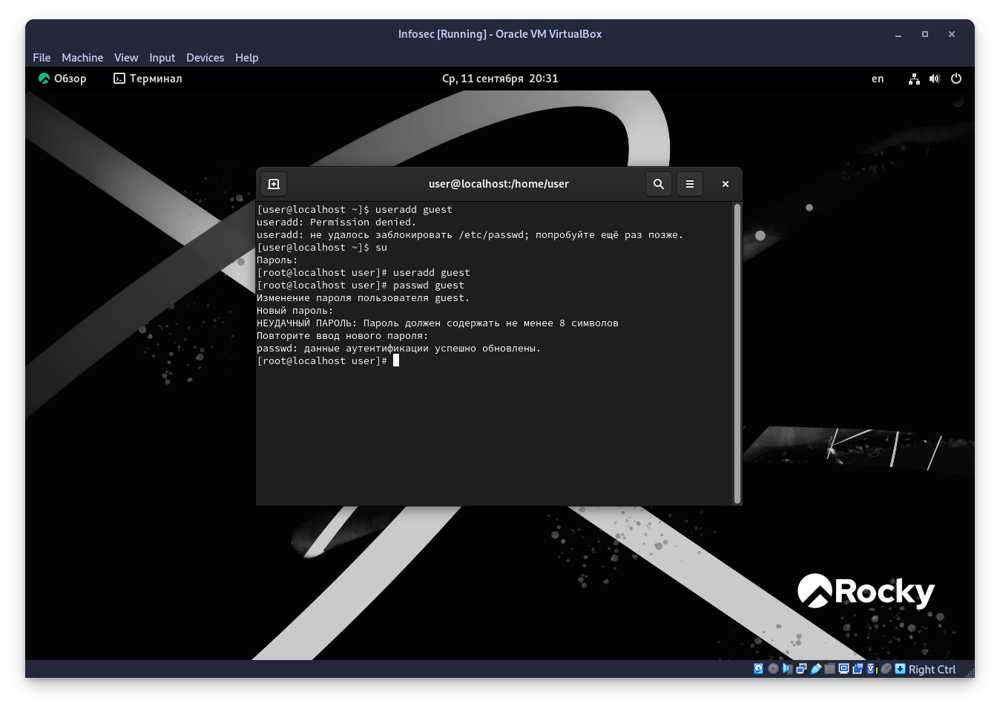 Infosec [Running] - Oracle VM VirtualBox
File Machine View Input Devices Help
Обзор Терминал Ср, 11 сентября 20:31 en
user@localhost:/home/user
[user@localhost ~]$ useradd guest
useradd: Permission denied.
useradd: не удалось заблокировать /etc/passwd; попробуйте ещё раз позже.
[user@localhost ~]$ su
Пароль:
[root@localhost user]# useradd guest
[root@localhost user]# passwd guest
Изменение пароля пользователя guest.
Новый пароль:
НЕУДАЧНЫЙ ПАРОЛЬ: Пароль должен содержать не менее 8 символов
Повторите ввод нового пароля:
passwd: данные аутентификации успешно обновлены.
[root@localhost user]#
Rocky
Right Ctrl